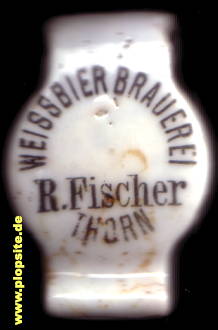 WEISSBIER BRAUEREI
R. Fischer
THORN
www.plopsite.de